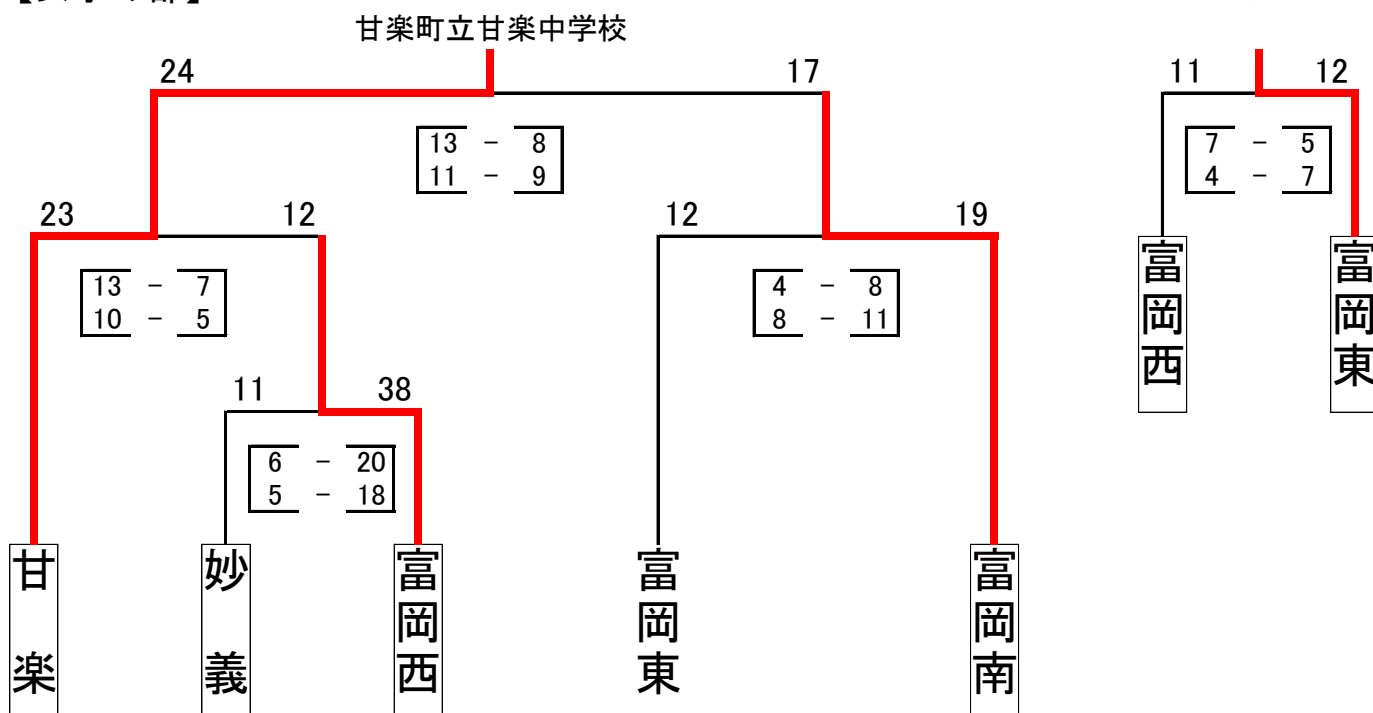 甘楽町立甘楽中学校
24 17 11 12
13 - 8 7 - 5
11 - 9 4 - 7
23 12 12 19
富岡西
富岡東
13 - 7 4 - 8
10 - 5 8 - 11
11 38
6 - 20
5 - 18
甘楽
妙義
富岡西
富岡東
富岡南